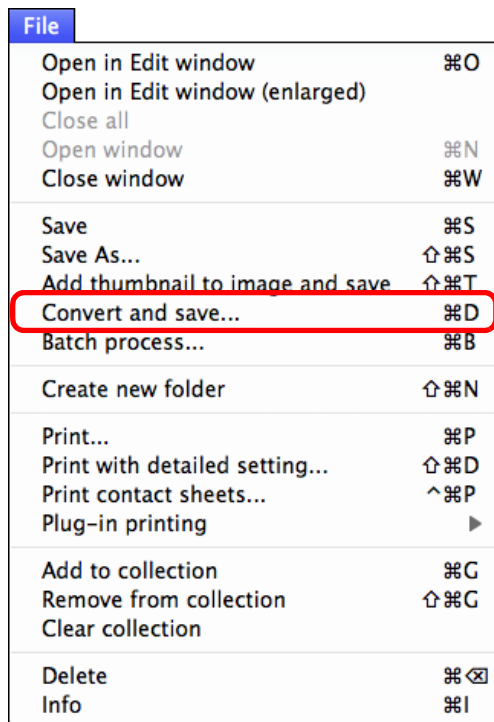 File
Open in Edit window ⌘O
Open in Edit window (enlarged)
Close all
Open window ⌘N
Close window ⌘W
Save ⌘S
Save As... ⇧⌘S
Add thumbnail to image and save ⇧⌘T
Convert and save... ⌘D
Batch process... ⌘B
Create new folder ⇧⌘N
Print... ⌘P
Print with detailed setting... ⇧⌘D
Print contact sheets... ^⌘P
Plug-in printing ▶
Add to collection ⌘G
Remove from collection ⇧⌘G
Clear collection
Delete ⌘⌫
Info ⌘I